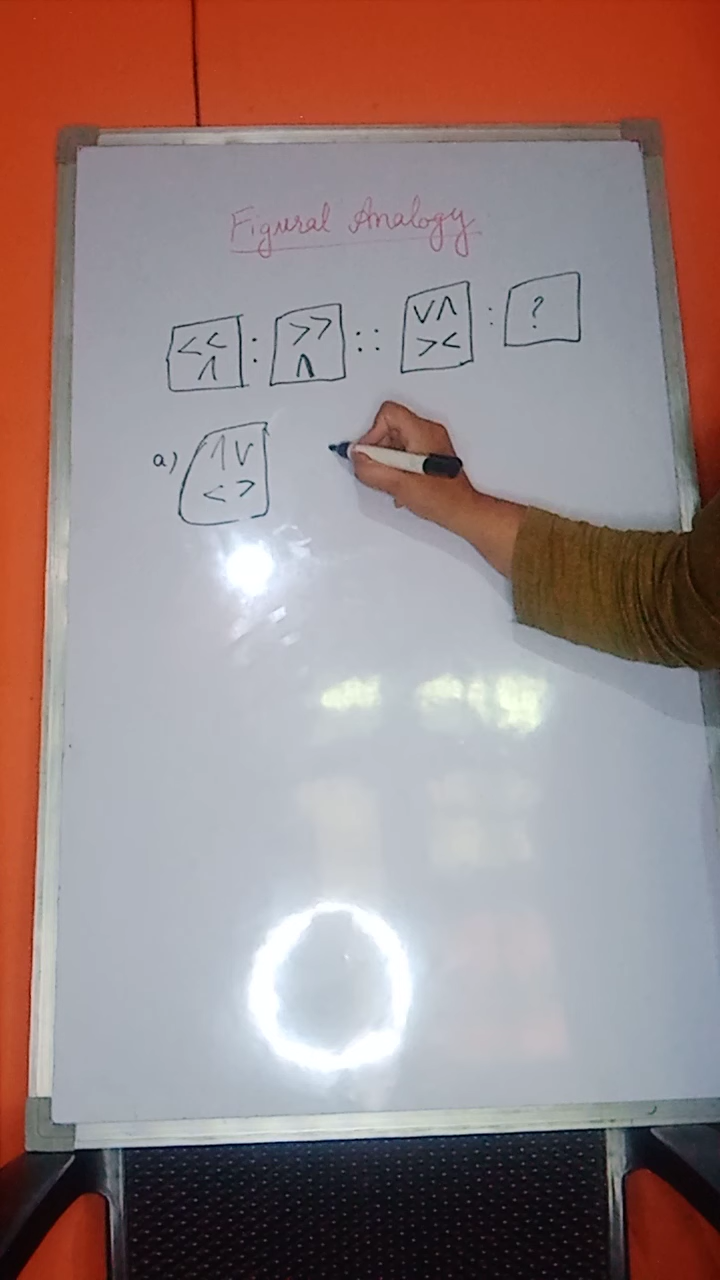 Figural Analogy
<< : >> :: ∨∧ : ?
∧ ∧ ><
a) ∧∨
<>